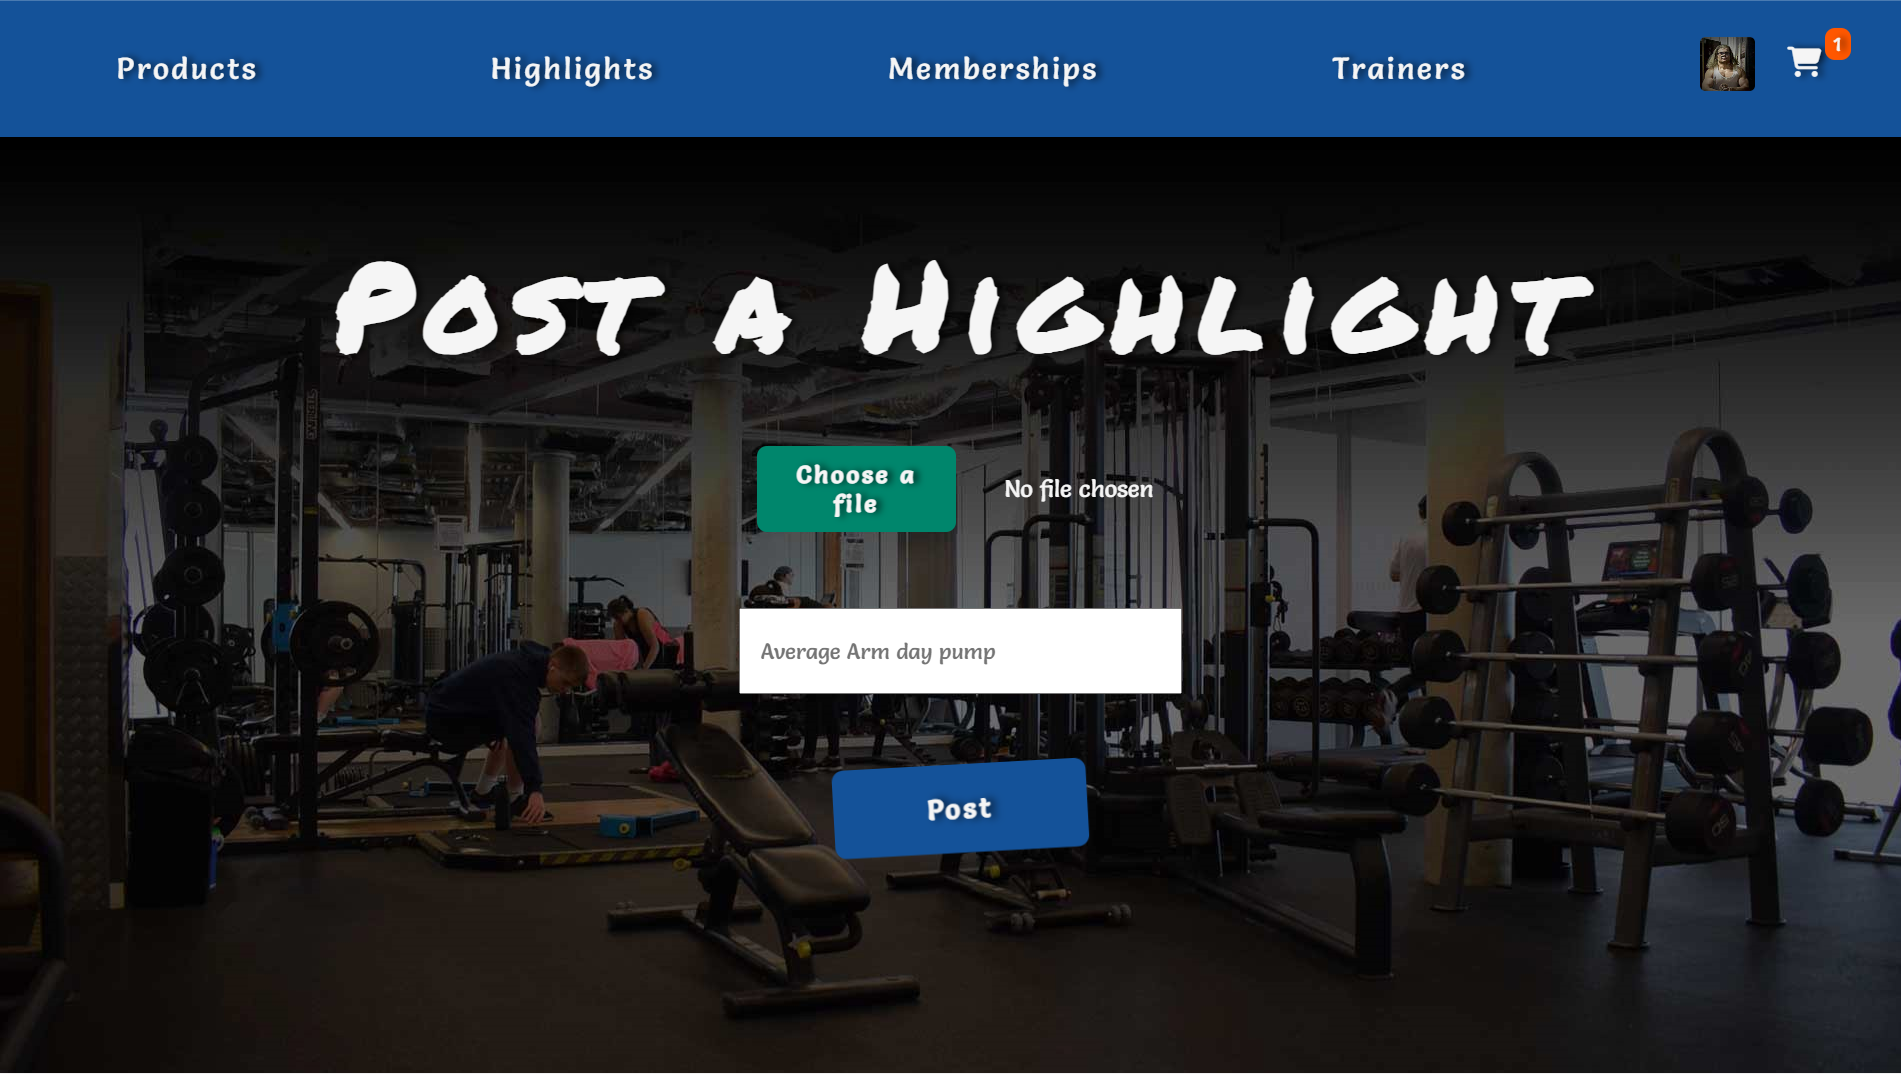 Products
Highlights
Memberships
Trainers
1
Post a Highlight
Choose a
file
No file chosen
Average Arm day pump
Post